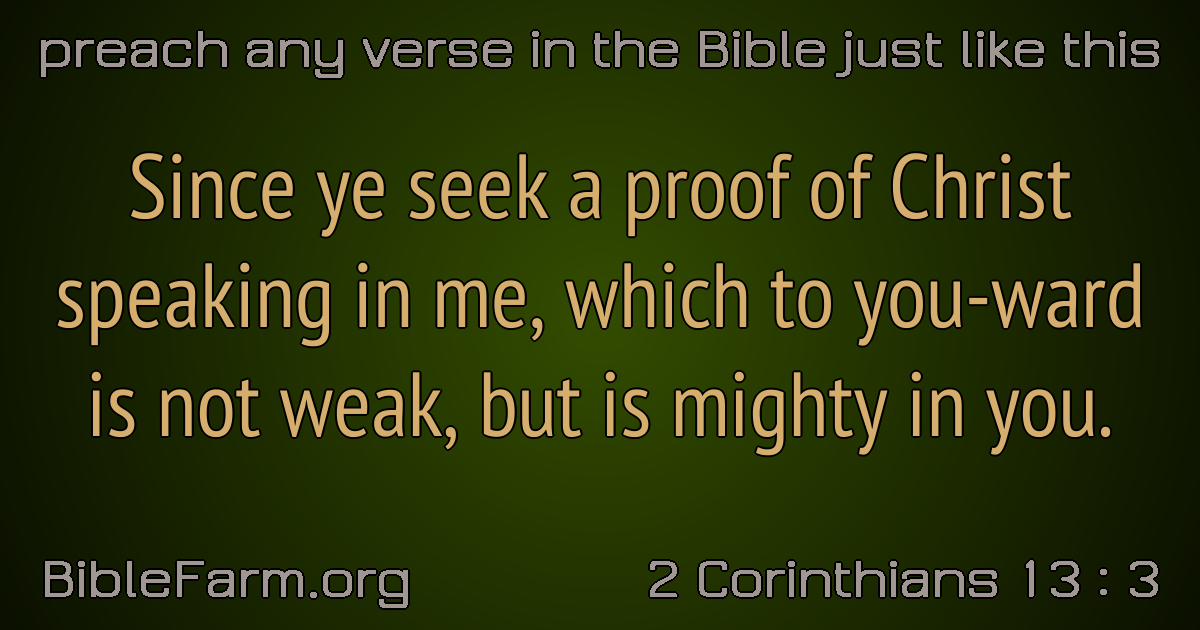 preach any verse in the Bible just like this
Since ye seek a proof of Christ
speaking in me, which to you-ward
is not weak, but is mighty in you.
BibleFarm.org
2 Corinthians 13 : 3